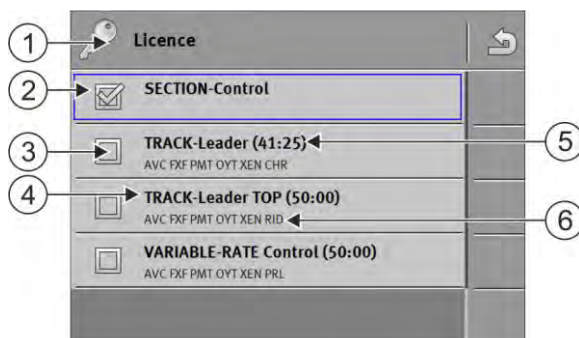 Licence
SECTION-Control
TRACK-Leader (41:25)
AVC FXF PMT OYT XEN CHR
TRACK-Leader TOP (50:00)
AVC FXF PMT OYT XEN RID
VARIABLE-RATE Control (50:00)
AVC FXF PMT OYT XEN PRL
1
2
3
4
5
6